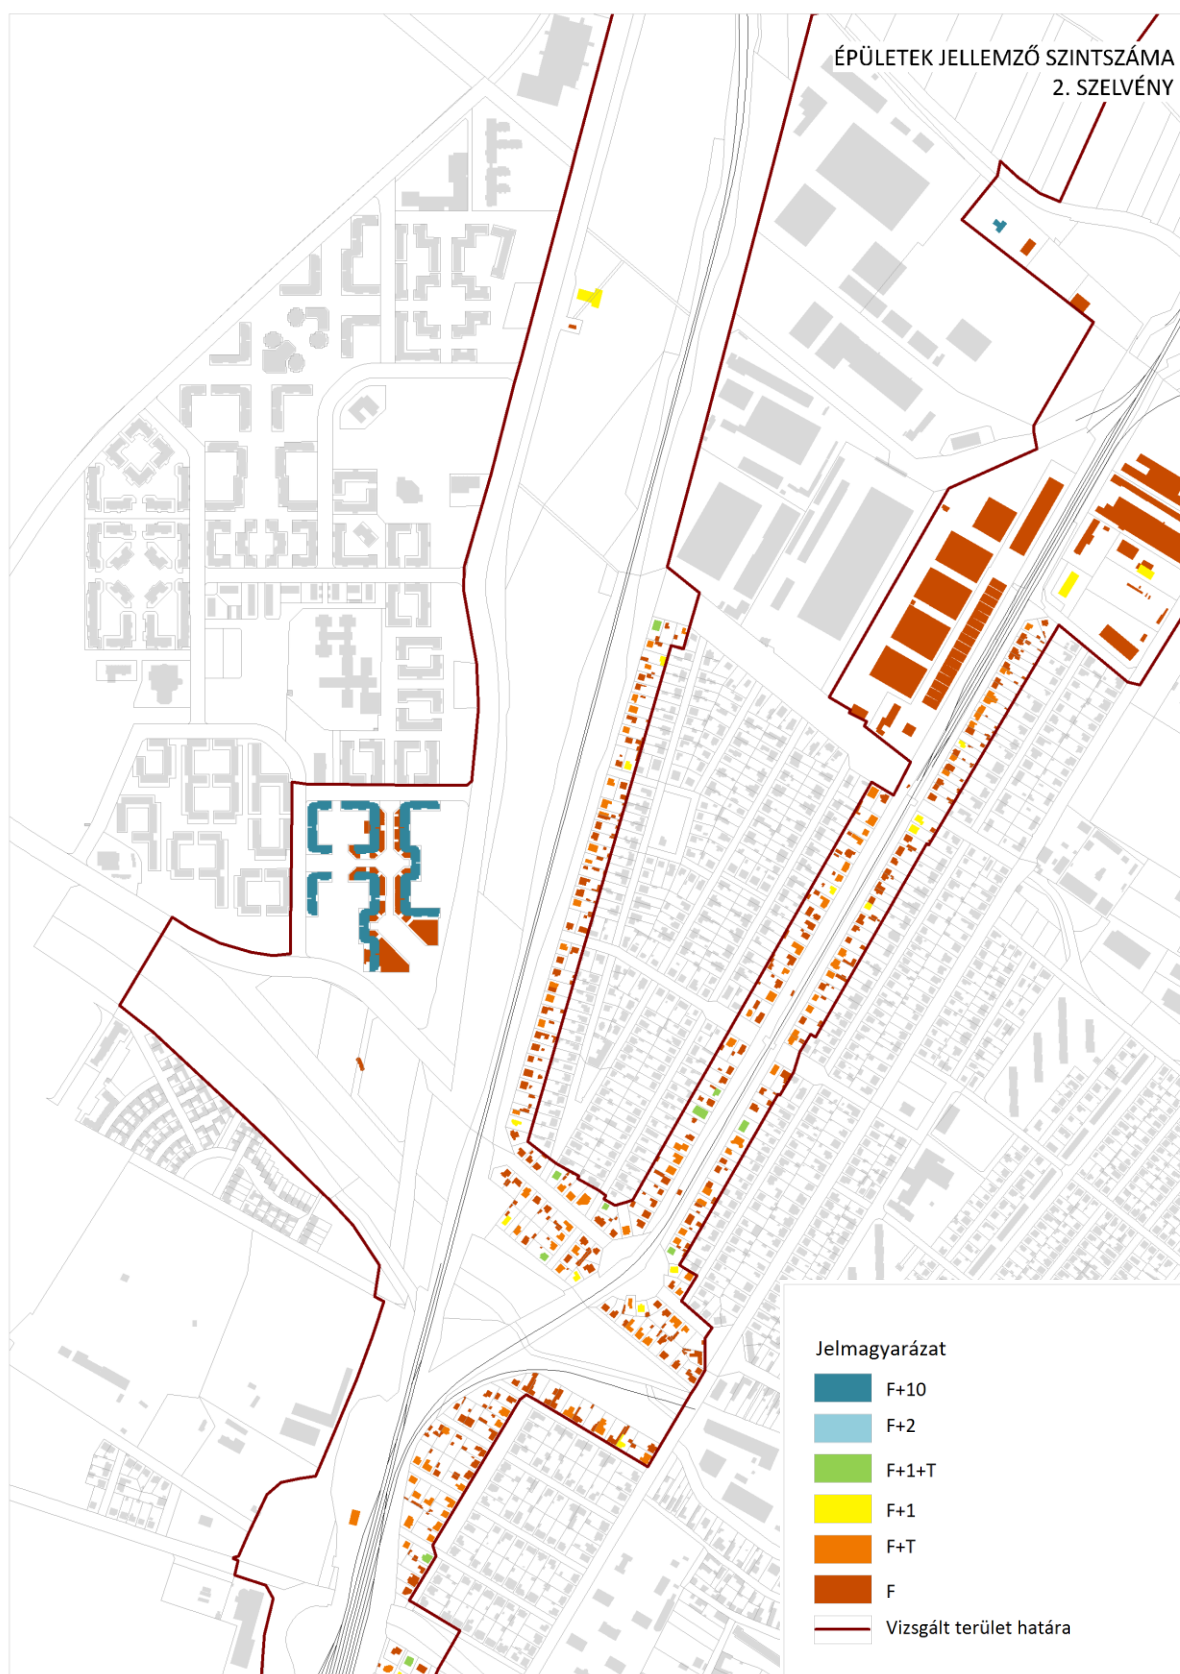 ÉPÜLETEK JELLEMZŐ SZINTSZÁMA
2. SZELVÉNY
Jelmagyarázat
F+10
F+2
F+1+T
F+1
F+T
F
Vizsgált terület határa